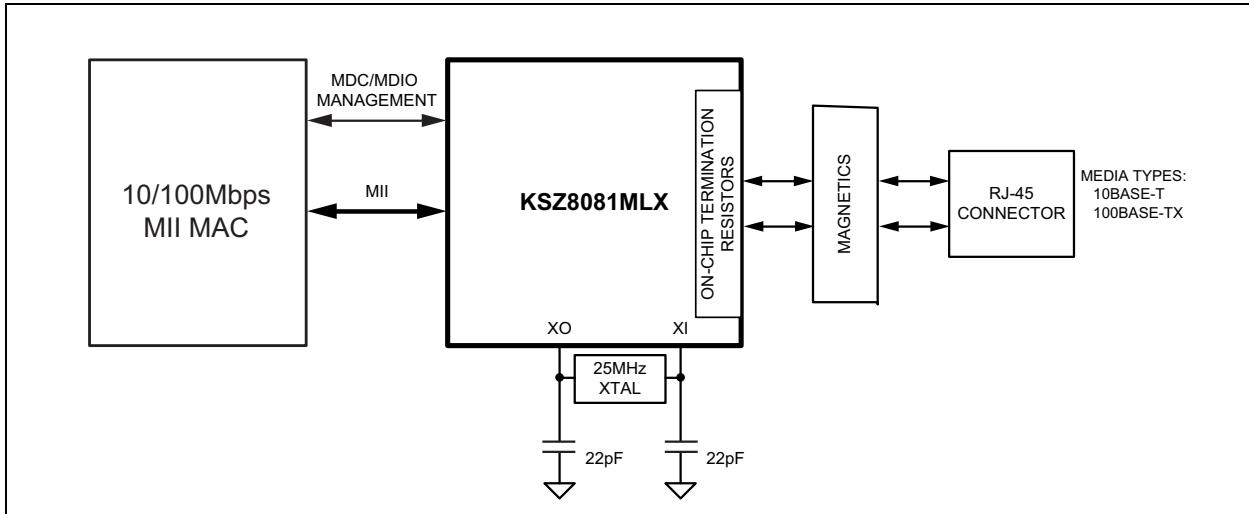 MDC/MDIO
MANAGEMENT
10/100Mbps
MII MAC
MII
KSZ8081MLX
ON-CHIP TERMINATION
RESISTORS
MAGNETICS
RJ-45
CONNECTOR
MEDIA TYPES:
10BASE-T
100BASE-TX
XO
XI
25MHz
XTAL
22pF
22pF